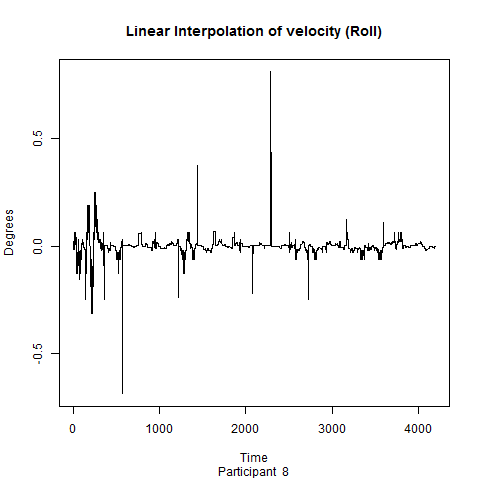 Linear Interpolation of velocity (Roll)
Degrees
0.5
0.0
-0.5
0 1000 2000 3000 4000
Time
Participant 8